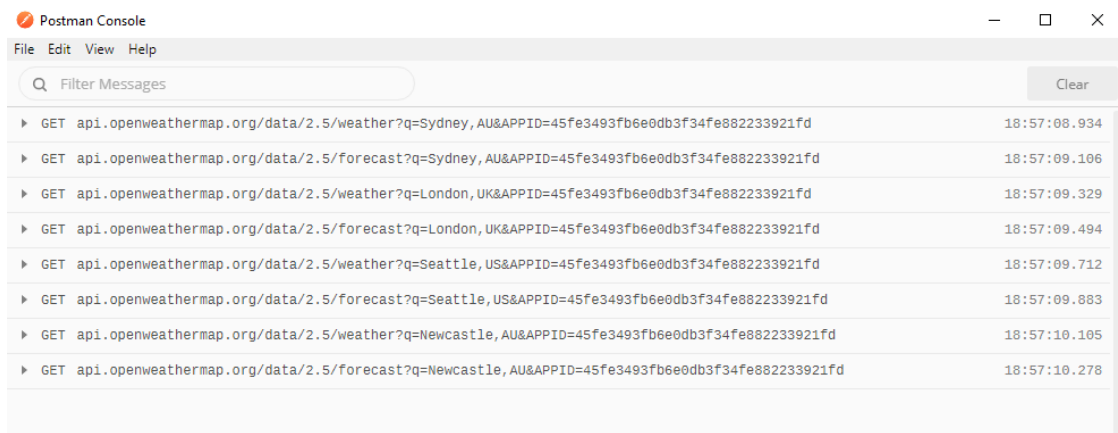 Postman Console
File Edit View Help
Filter Messages
Clear
GET api.openweathermap.org/data/2.5/weather?q=Sydney,AU&APPID=45fe3493fb6e0db3f34fe882233921fd 18:57:08.934
GET api.openweathermap.org/data/2.5/forecast?q=Sydney,AU&APPID=45fe3493fb6e0db3f34fe882233921fd 18:57:09.106
GET api.openweathermap.org/data/2.5/weather?q=London,UK&APPID=45fe3493fb6e0db3f34fe882233921fd 18:57:09.329
GET api.openweathermap.org/data/2.5/forecast?q=London,UK&APPID=45fe3493fb6e0db3f34fe882233921fd 18:57:09.494
GET api.openweathermap.org/data/2.5/weather?q=Seattle,US&APPID=45fe3493fb6e0db3f34fe882233921fd 18:57:09.712
GET api.openweathermap.org/data/2.5/forecast?q=Seattle,US&APPID=45fe3493fb6e0db3f34fe882233921fd 18:57:09.883
GET api.openweathermap.org/data/2.5/weather?q=Newcastle,AU&APPID=45fe3493fb6e0db3f34fe882233921fd 18:57:10.105
GET api.openweathermap.org/data/2.5/forecast?q=Newcastle,AU&APPID=45fe3493fb6e0db3f34fe882233921fd 18:57:10.278